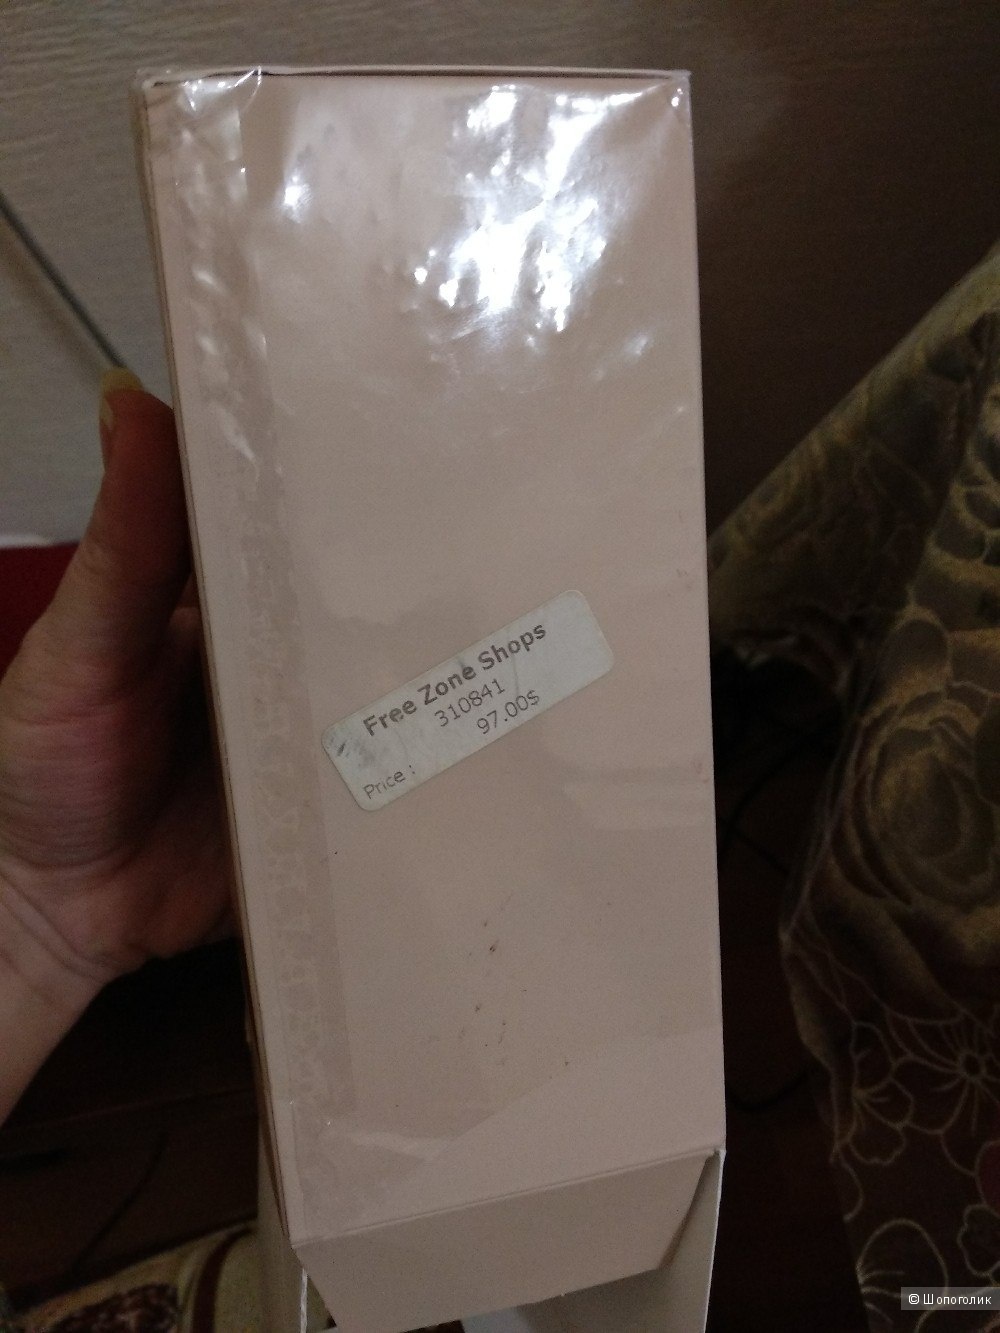 Free Zone Shops
310841
Price : 97.00$
© Шопоголик